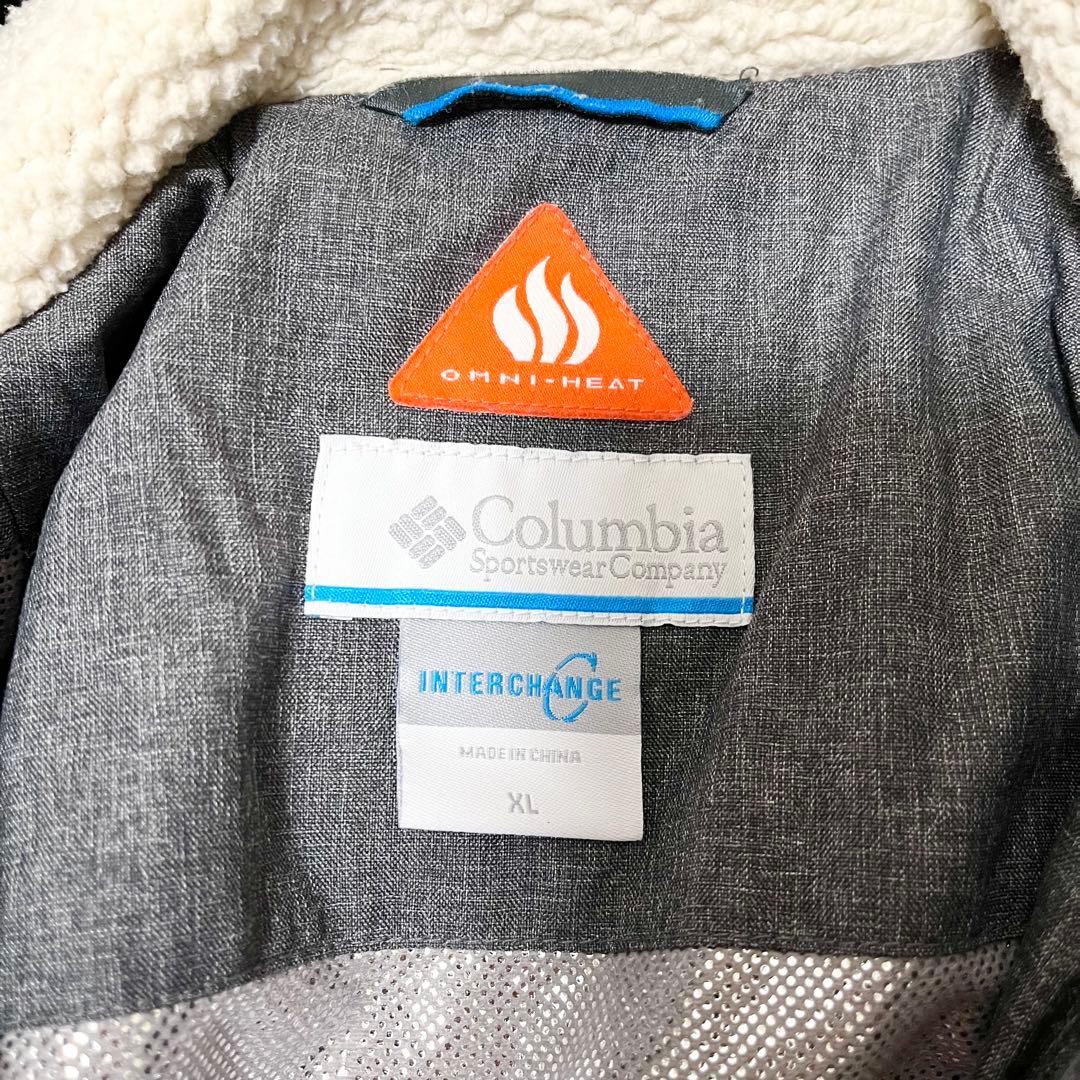 OMNI-HEAT
Columbia
Sportswear Company
INTERCHANGE
MADE IN CHINA
XL